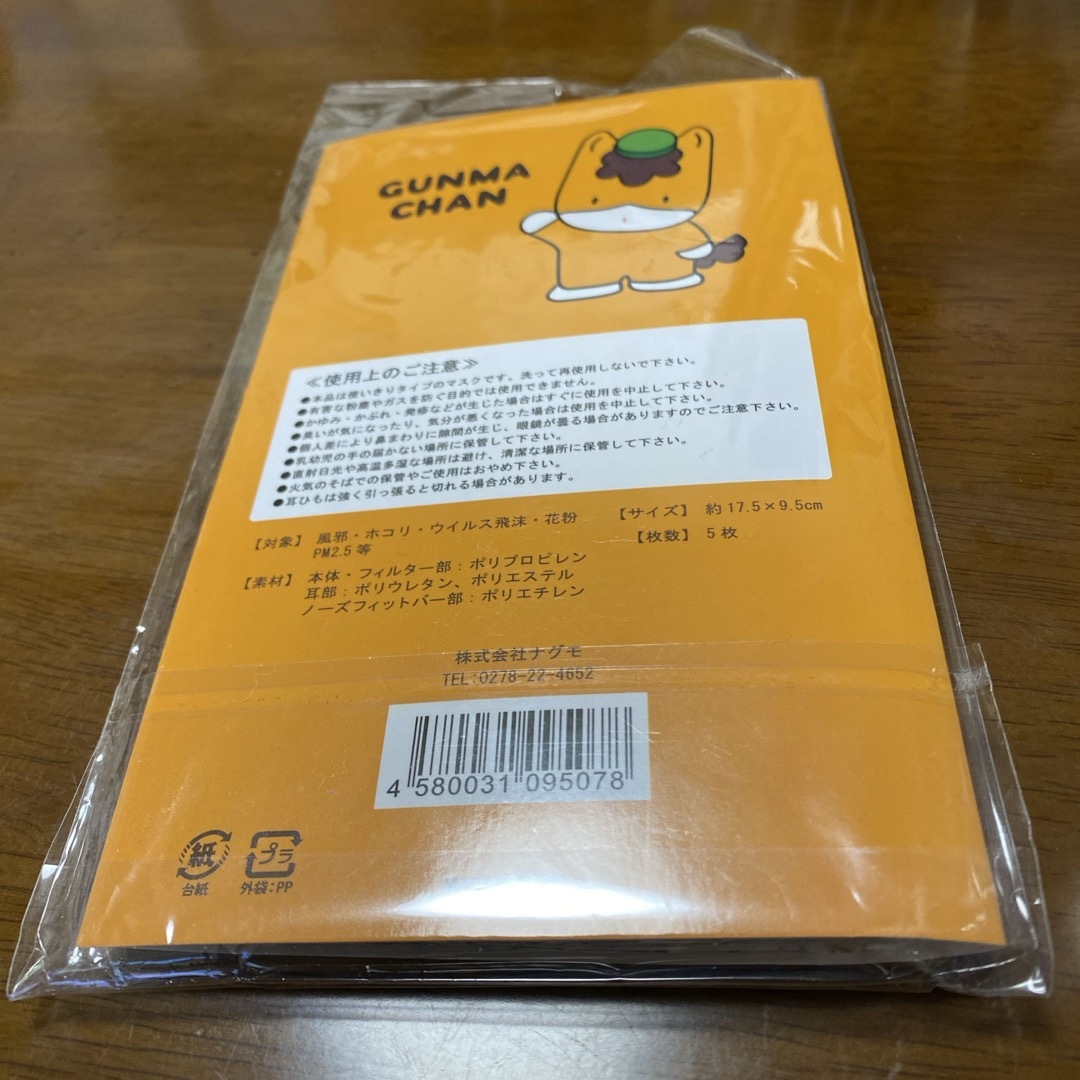 GUNMA
CHAN
≪使用上のご注意≫
●本品は使いきりタイプのマスクです。洗って再使用しないで下さい。
●有害な粉塵やガスを防ぐ目的では使用できません。
●かゆみ・かぶれ・発疹などが生じた場合はすぐに使用を中止して下さい。
●臭いが気になったり、気分が悪くなった場合は使用を中止して下さい。
●個人差により鼻まわりに隙間が生じ、眼鏡が曇る場合がありますのでご注意下さい。
●乳幼児の手の届かない場所に保管して下さい。
●直射日光や高温多湿な場所は避け、清潔な場所に保管して下さい。
●火気のそばでの保管やご使用はおやめ下さい。
●耳ひもは強く引っ張ると切れる場合があります。
【対象】 風邪・ホコリ・ウイルス飛沫・花粉
PM2.5等
【サイズ】 約17.5×9.5cm
【枚数】 5枚
【素材】 本体・フィルター部：ポリプロピレン
耳部：ポリウレタン、ポリエステル
ノーズフィットバー部：ポリエチレン
株式会社ナグモ
TEL:0278-22-4652
4 580031 095078
紙
台紙
プラ
外袋:PP